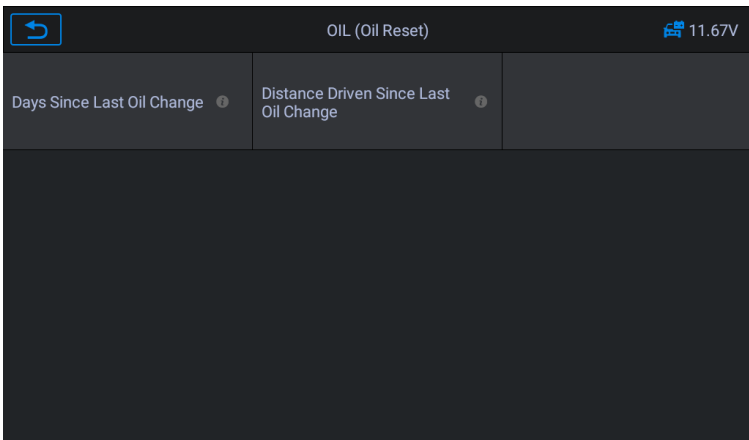 OIL (Oil Reset)
11.67V
Days Since Last Oil Change
Distance Driven Since Last
Oil Change